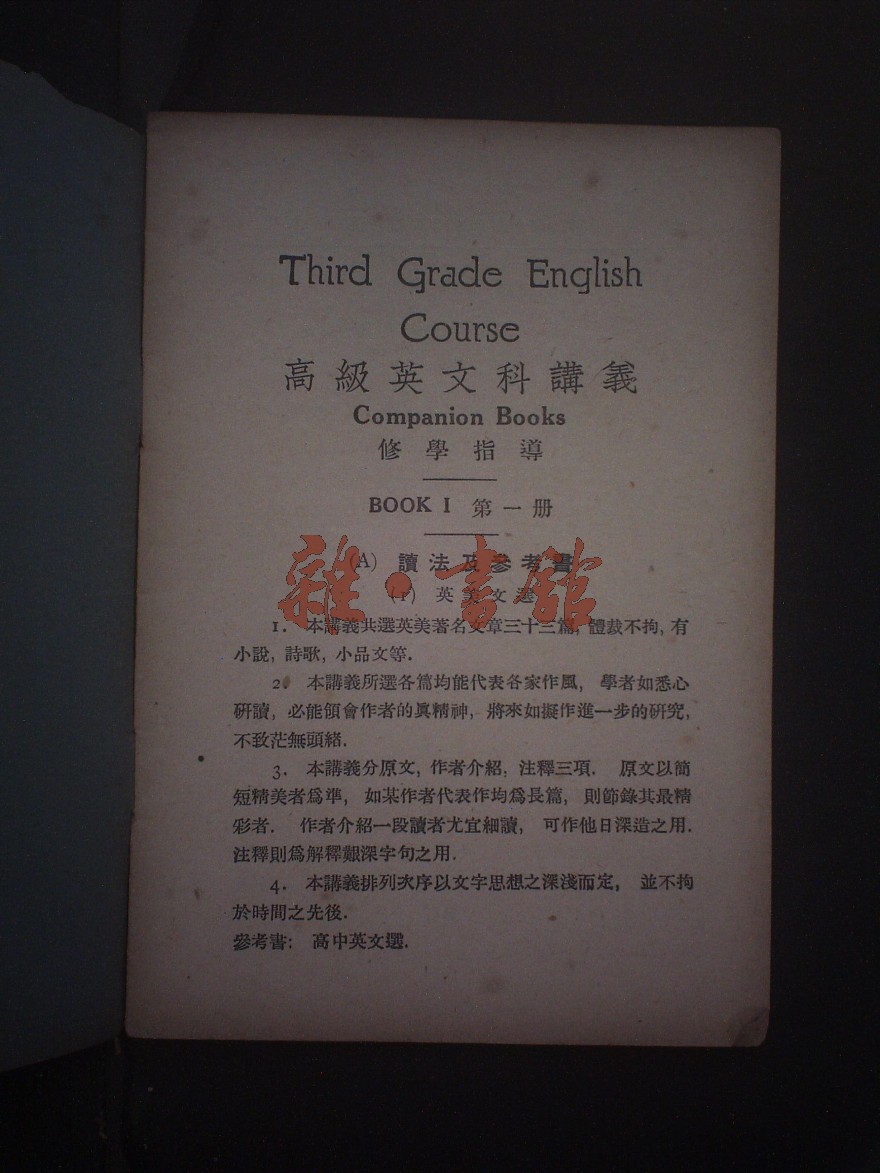 Third Grade English
Course
高級英文科講義
Companion Books
修學指導
BOOK I 第一册
(A) 讀法及參考書
(1) 英美文選
雜·書館
1. 本講義共選英美著名文章三十三篇, 體裁不拘, 有
小說, 詩歌, 小品文等.
2. 本講義所選各篇均能代表各家作風, 學者如悉心
研讀, 必能領會作者的眞精神, 將來如擬作進一步的研究,
不致茫無頭緒.
3. 本講義分原文, 作者介紹, 注釋三項. 原文以簡
短精美者爲準, 如某作者代表作均爲長篇, 則節錄其最精
彩者. 作者介紹一段讀者尤宜細讀, 可作他日深造之用.
注釋則爲解釋艱深字句之用.
4. 本講義排列次序以文字思想之深淺而定, 並不拘
於時間之先後.
參考書: 高中英文選.